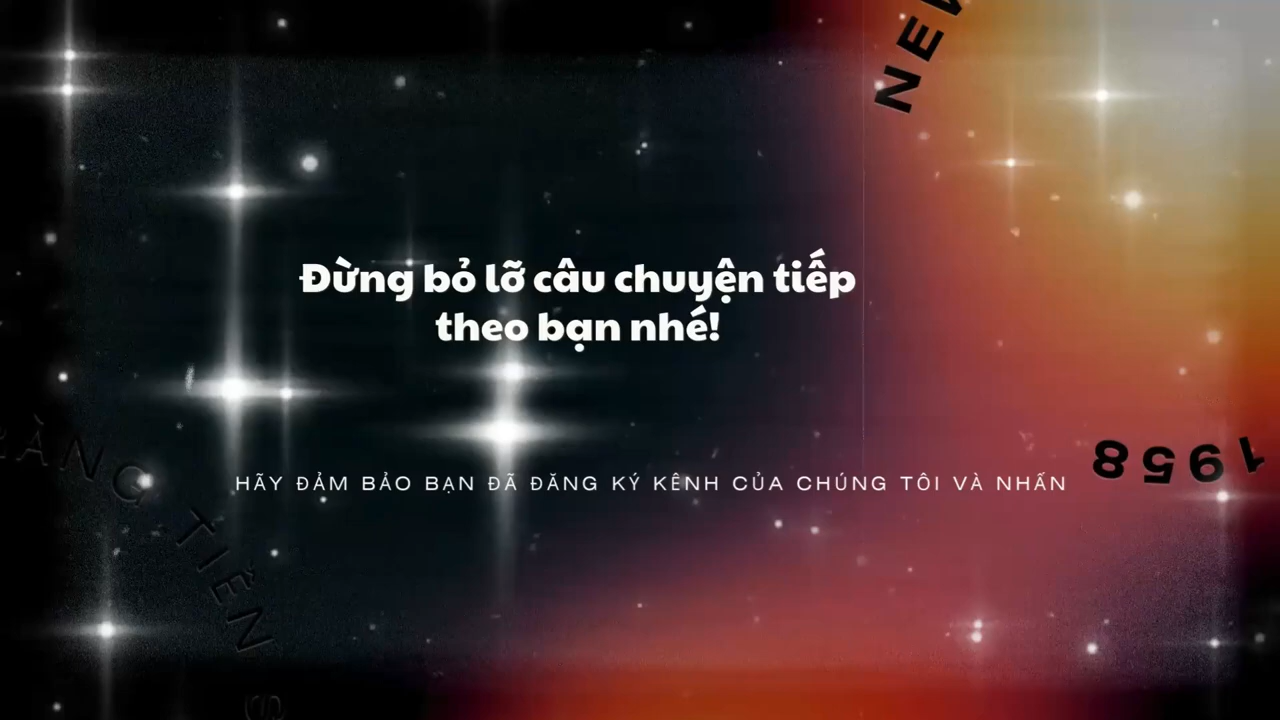 NEW
Đừng bỏ lỡ câu chuyện tiếp
theo bạn nhé!
1958
HÃY ĐẢM BẢO BẠN ĐÃ ĐĂNG KÝ KÊNH CỦA CHÚNG TÔI VÀ NHẤN
TIỀN